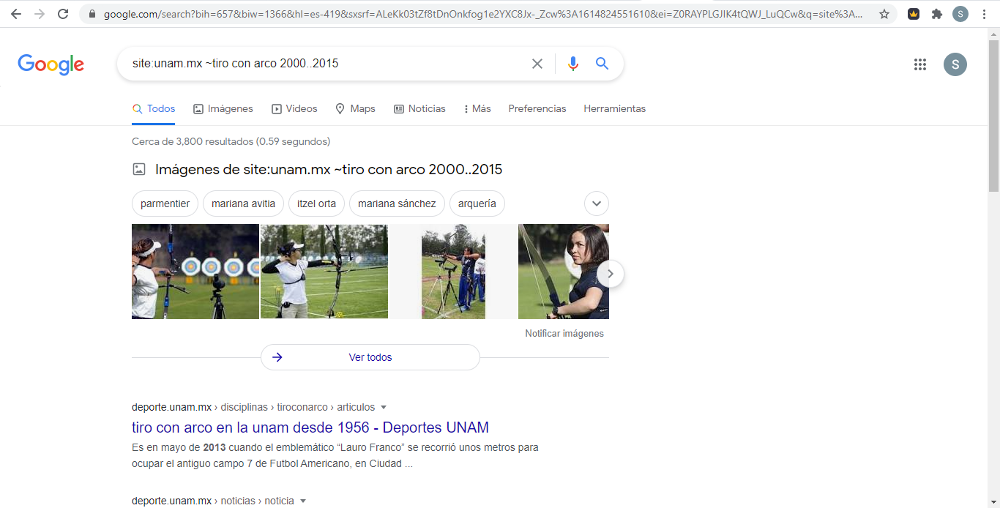 google.com/search?bih=657&biw=1366&hl=es-419&sxsrf=ALeKk03tZf8tDnOnkfog1e2YXC8Jx-_Zcw%3A1614824551610&ei=Z0RAYPLGJIK4tQWJ_LuQCw&q=site%3A...
S
Google
site:unam.mx ~tiro con arco 2000..2015
S
Todos Imágenes Videos Maps Noticias Más Preferencias Herramientas
Cerca de 3,800 resultados (0.59 segundos)
Imágenes de site:unam.mx ~tiro con arco 2000..2015
parmentier mariana avitia itzel orta mariana sánchez arquería
Notificar imágenes
Ver todos
deporte.unam.mx › disciplinas › tiroconarco › articulos
tiro con arco en la unam desde 1956 - Deportes UNAM
Es en mayo de 2013 cuando el emblemático “Lauro Franco” se recorrió unos metros para
ocupar el antiguo campo 7 de Futbol Americano, en Ciudad ...
deporte.unam.mx › noticias › noticia